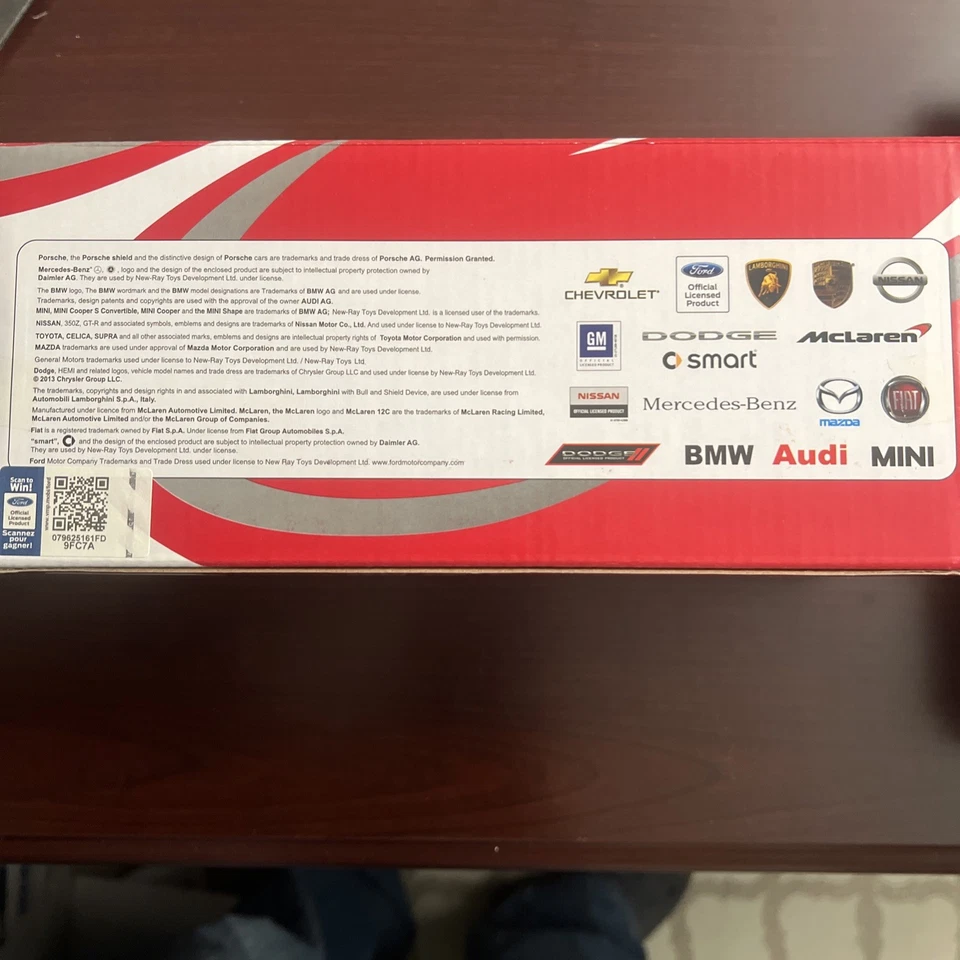 Porsche, the Porsche shield and the distinctive design of Porsche cars are trademarks and trade dress of Porsche AG. Permission Granted.
Mercedes-Benz® , logo and the design of the enclosed product are subject to intellectual property protection owned by
Daimler AG. They are used by New-Ray Toys Development Ltd. under license.
The BMW logo, The BMW wordmark and the BMW model designations are Trademarks of BMW AG and are used under license.
Trademarks, design patents and copyrights are used with the approval of the owner AUDI AG.
MINI, MINI Cooper S Convertible, MINI Cooper and the MINI Shape are trademarks of BMW AG; New-Ray Toys Development Ltd. is a licensed user of the trademarks.
NISSAN, 350Z, GT-R and associated symbols, emblems and designs are trademarks of Nissan Motor Co., Ltd. And used under license to New-Ray Toys Development Ltd.
TOYOTA, CELICA, SUPRA and all other associated marks, emblems and designs are intellectual property rights of Toyota Motor Corporation and used with permission.
MAZDA trademarks are used under approval of Mazda Motor Corporation and are used by New-Ray Toys Development Ltd.
General Motors trademarks used under license to New-Ray Toys Development Ltd. / New-Ray Toys Ltd.
Dodge, HEMI and related logos, vehicle model names and trade dress are trademarks of Chrysler Group LLC and used under license by New-Ray Toys Development Ltd.
© 2013 Chrysler Group LLC.
The trademarks, copyrights and design rights in and associated with Lamborghini, Lamborghini with Bull and Shield Device, are used under license from
Automobili Lamborghini S.p.A., Italy.
Manufactured under licence from McLaren Automotive Limited. McLaren, the McLaren logo and McLaren 12C are the trademarks of McLaren Racing Limited,
McLaren Automotive Limited and/or the McLaren Group of Companies.
Fiat is a registered trademark owned by Fiat S.p.A. Under license from Fiat Group Automobiles S.p.A.
"smart", and the design of the enclosed product are subject to intellectual property protection owned by Daimler AG.
They are used by New-Ray Toys Development Ltd. under license.
Ford Motor Company Trademarks and Trade Dress used under license to New Ray Toys Development Ltd. www.fordmotorcompany.com
CHEVROLET
Ford
Official
Licensed
Product
LAMBORGHINI
NISSAN
GM
OFFICIAL
DODGE
McLaren
smart
NISSAN
OFFICIAL LICENSED PRODUCT
Mercedes-Benz
mazda
FIAT
DODGE
OFFICIAL LICENSED PRODUCT
BMW
Audi
MINI
Scan to
Win!
Ford
Official
Licensed
Product
Scannez
pour
gagner!
079625161FD
9FC7A